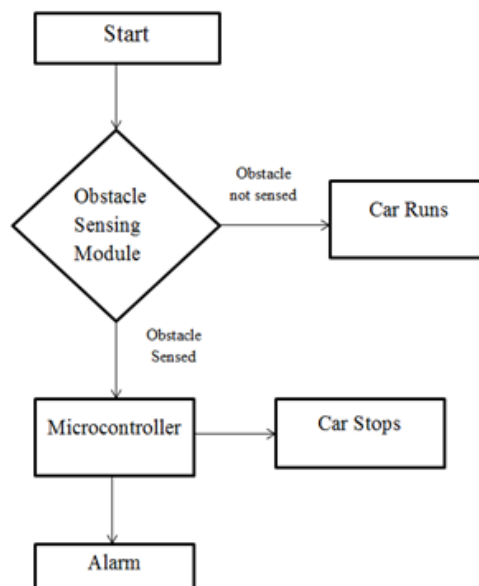 Start
Obstacle
Sensing
Module
Obstacle
not sensed
Car Runs
Obstacle
Sensed
Microcontroller
Car Stops
Alarm